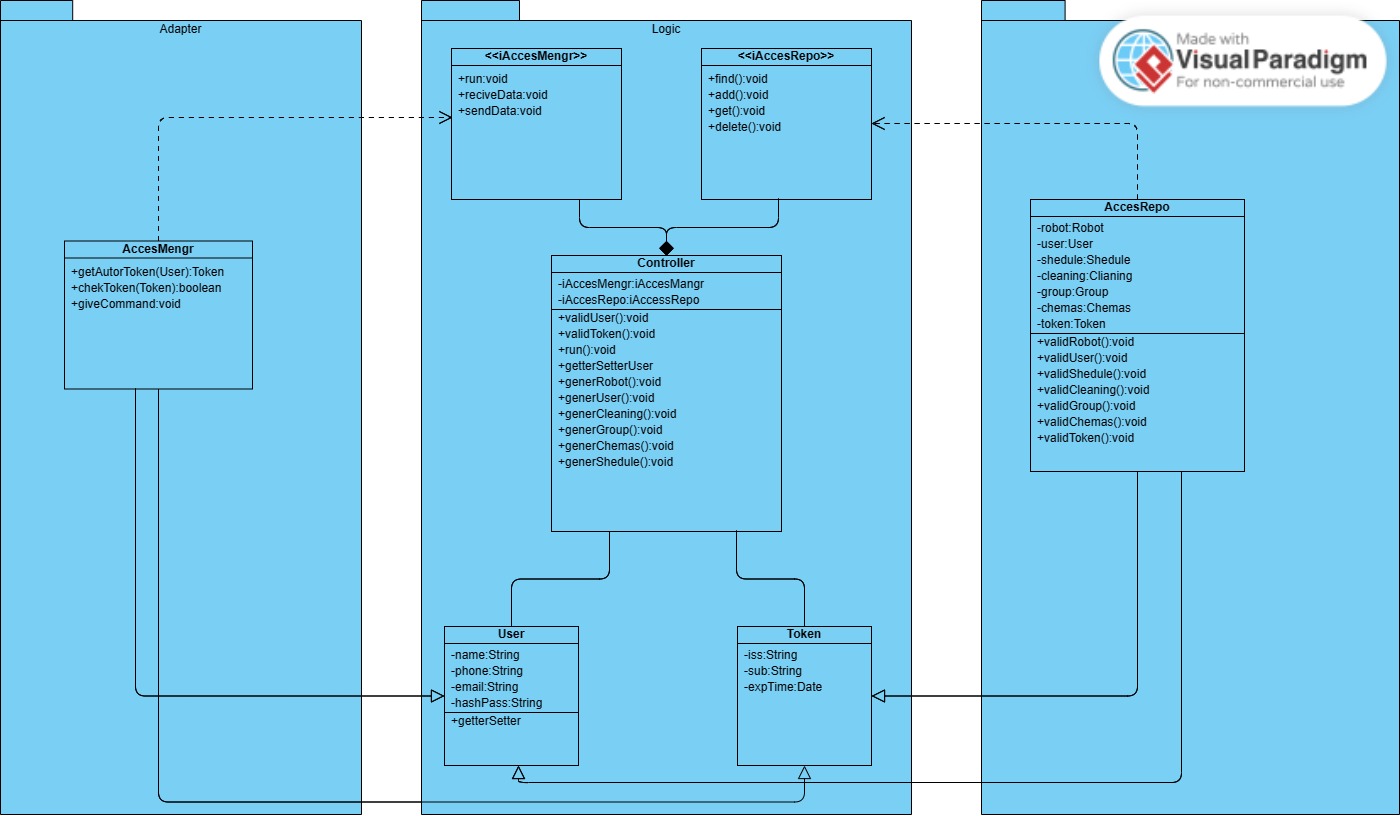 Adapter
Logic
Made with
Visual Paradigm
For non-commercial use
<<iAccesMengr>>
+run:void
+reciveData:void
+sendData:void
<<iAccesRepo>>
+find():void
+add():void
+get():void
+delete():void
AccesMengr
+getAutorToken(User):Token
+chekToken(Token):boolean
+giveCommand:void
Controller
-iAccesMengr:iAccesMangr
-iAccesRepo:iAccessRepo
+validUser():void
+validToken():void
+run():void
+getterSetterUser
+generRobot():void
+generUser():void
+generCleaning():void
+generGroup():void
+generChemas():void
+generShedule():void
AccesRepo
-robot:Robot
-user:User
-shedule:Shedule
-cleaning:Clianing
-group:Group
-chemas:Chemas
-token:Token
+validRobot():void
+validUser():void
+validShedule():void
+validCleaning():void
+validGroup():void
+validChemas():void
+validToken():void
User
-name:String
-phone:String
-email:String
-hashPass:String
+getterSetter
Token
-iss:String
-sub:String
-expTime:Date